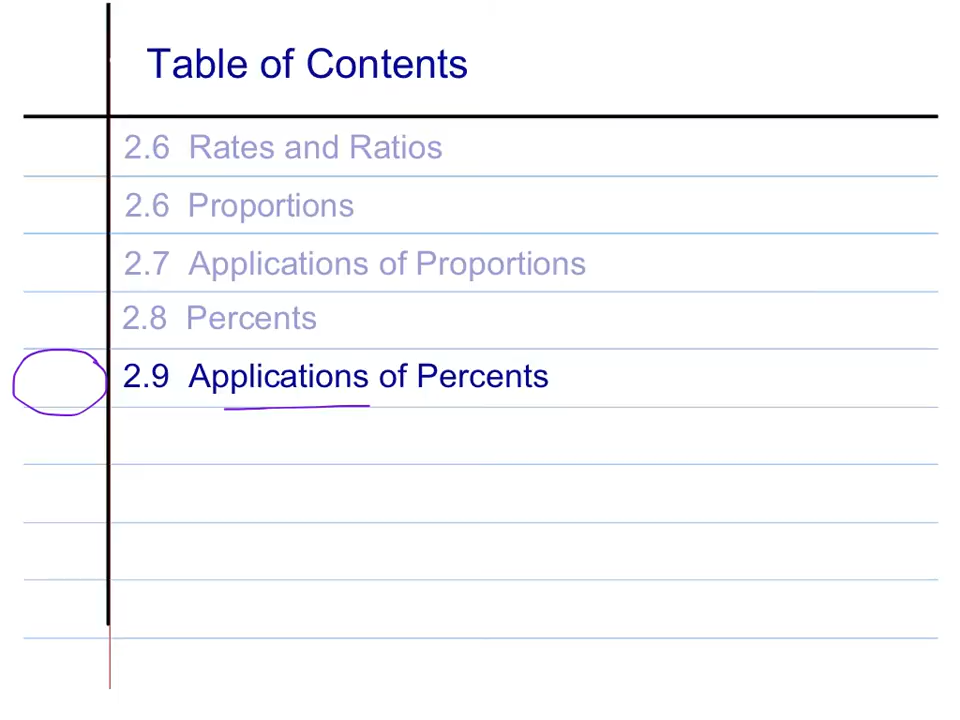 Table of Contents
2.6 Rates and Ratios
2.6 Proportions
2.7 Applications of Proportions
2.8 Percents
2.9 Applications of Percents